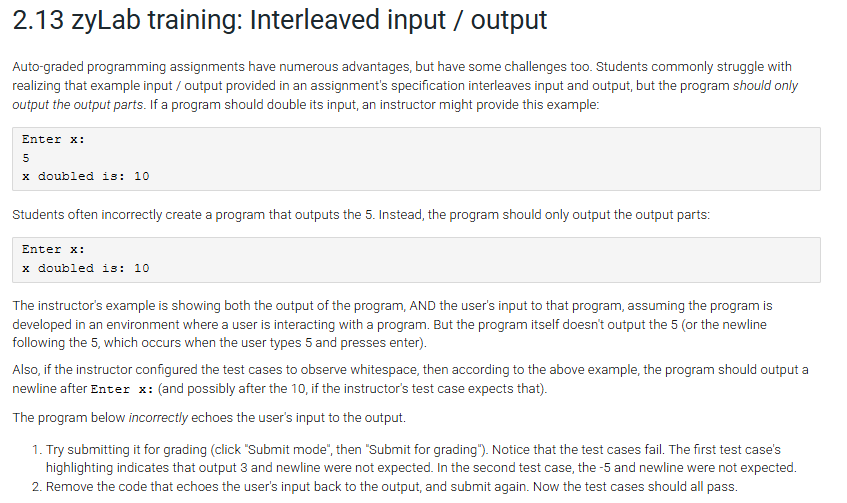 2.13 zyLab training: Interleaved input / output
Auto-graded programming assignments have numerous advantages, but have some challenges too. Students commonly struggle with
realizing that example input / output provided in an assignment's specification interleaves input and output, but the program should only
output the output parts. If a program should double its input, an instructor might provide this example:
Enter x:
5
x doubled is: 10
Students often incorrectly create a program that outputs the 5. Instead, the program should only output the output parts:
Enter x:
x doubled is: 10
The instructor's example is showing both the output of the program, AND the user's input to that program, assuming the program is
developed in an environment where a user is interacting with a program. But the program itself doesn't output the 5 (or the newline
following the 5, which occurs when the user types 5 and presses enter).
Also, if the instructor configured the test cases to observe whitespace, then according to the above example, the program should output a
newline after Enter x: (and possibly after the 10, if the instructor's test case expects that).
The program below incorrectly echoes the user's input to the output.
1. Try submitting it for grading (click "Submit mode", then "Submit for grading"). Notice that the test cases fail. The first test case's
highlighting indicates that output 3 and newline were not expected. In the second test case, the -5 and newline were not expected.
2. Remove the code that echoes the user's input back to the output, and submit again. Now the test cases should all pass.